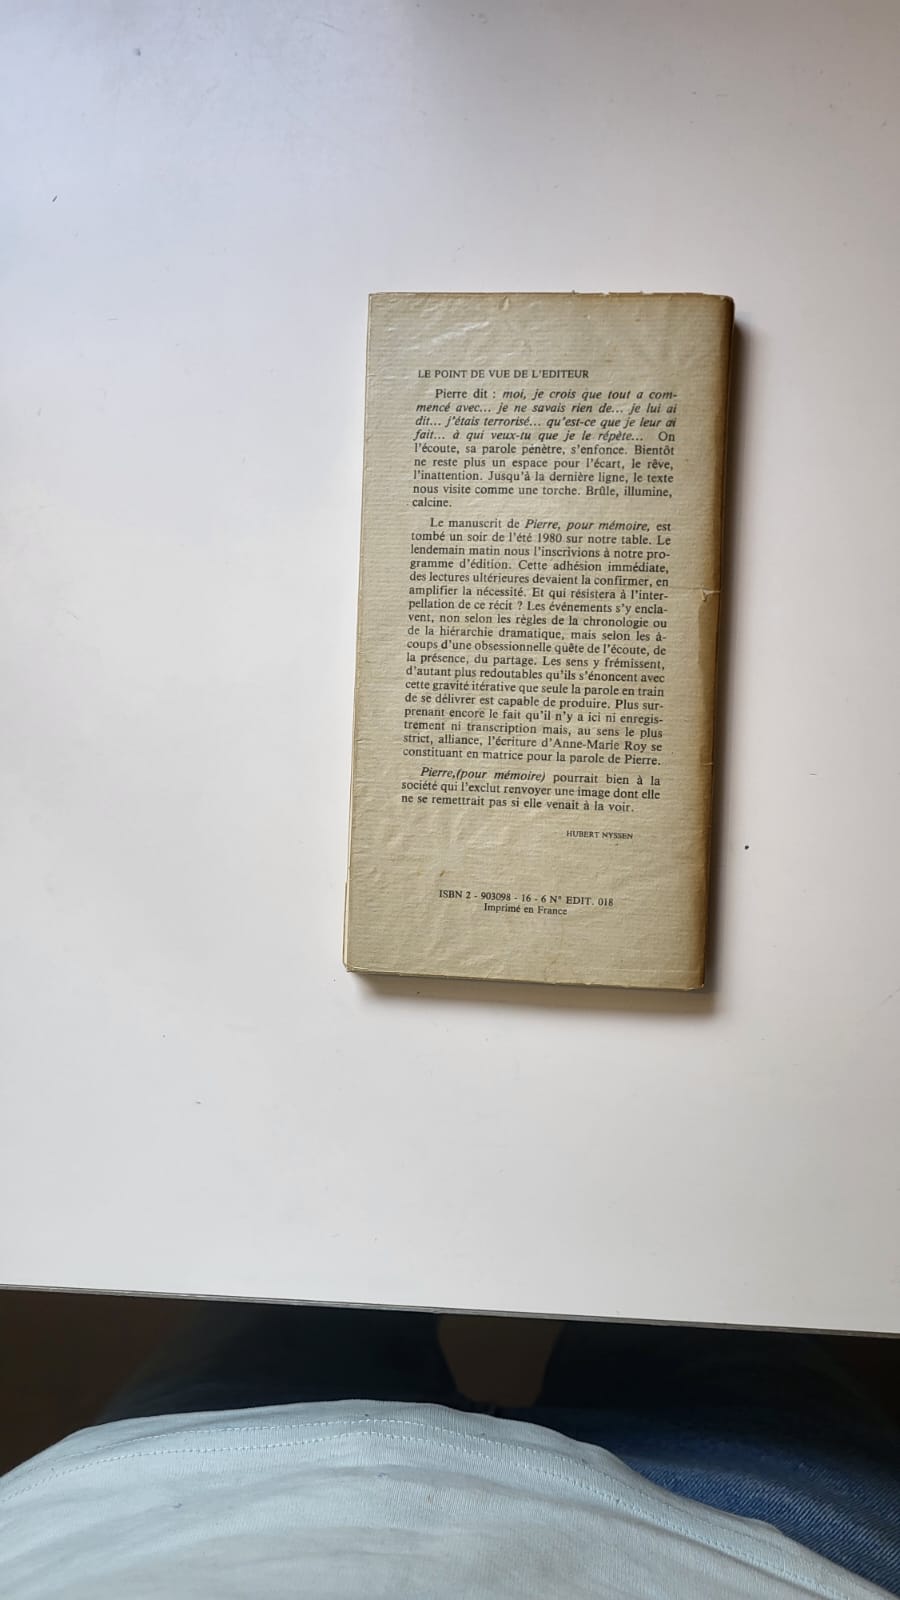 LE POINT DE VUE DE L'EDITEUR
Pierre dit : moi, je crois que tout a com-
mencé avec... je ne savais rien de... je lui ai
dit... j'étais terrorisé... qu'est-ce que je leur ai
fait... à qui veux-tu que je le répète... On
l'écoute, sa parole pénètre, s'enfonce. Bientôt
ne reste plus un espace pour l'écart, le rêve,
l'inattention. Jusqu'à la dernière ligne, le texte
nous visite comme une torche. Brûle, illumine,
calcine.
Le manuscrit de Pierre, pour mémoire, est
tombé un soir de l'été 1980 sur notre table. Le
lendemain matin nous l'inscrivions à notre pro-
gramme d'édition. Cette adhésion immédiate,
des lectures ultérieures devaient la confirmer, en
amplifier la nécessité. Et qui résistera à l'inter-
pellation de ce récit ? Les événements s'y encla-
vent, non selon les règles de la chronologie ou
de la hiérarchie dramatique, mais selon les à-
coups d'une obsessionnelle quête de l'écoute, de
la présence, du partage. Les sens y frémissent,
d'autant plus redoutables qu'ils s'énoncent avec
cette gravité itérative que seule la parole en train
de se délivrer est capable de produire. Plus sur-
prenant encore le fait qu'il n'y a ici ni enregis-
trement ni transcription mais, au sens le plus
strict, alliance, l'écriture d'Anne-Marie Roy se
constituant en matrice pour la parole de Pierre.
Pierre,(pour mémoire) pourrait bien à la
société qui l'exclut renvoyer une image dont elle
ne se remettrait pas si elle venait à la voir.
HUBERT NYSSEN
ISBN 2 - 903098 - 16 - 6 N° EDIT. 018
Imprimé en France